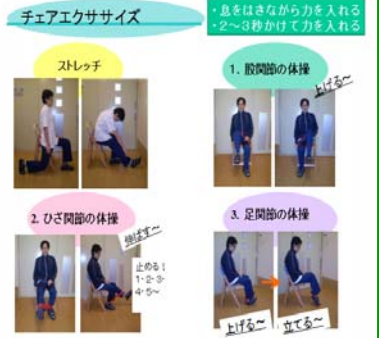 チェアエクササイズ
・息をはきながら力を入れる
・2～3秒かけて力を入れる
ストレッチ
1. 股関節の体操
上げる～
2. ひざ関節の体操
伸ばす～
止める!
1・2・3・
4・5～
3. 足関節の体操
上げる～
立てる～